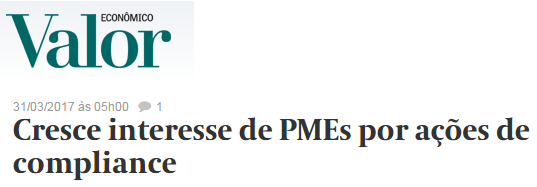 ECONÔMICO
Valor
31/03/2017 às 05h00 1
Cresce interesse de PMEs por ações de
compliance